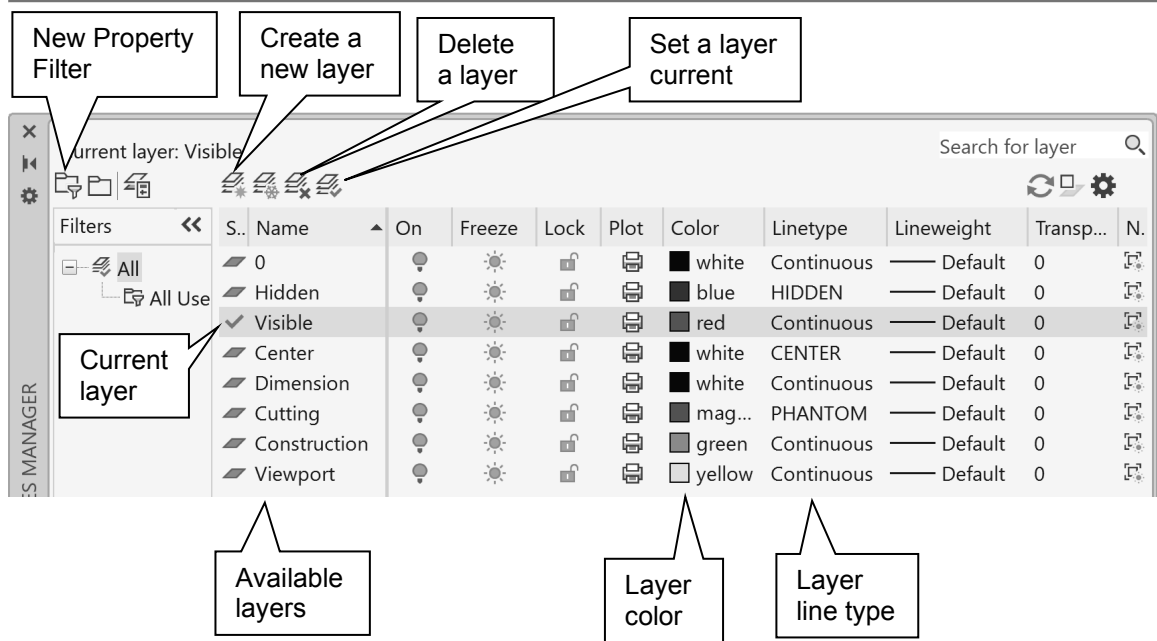 New Property
Filter
Create a
new layer
Delete
a layer
Set a layer
current
urrent layer: Visible
Search for layer
Filters
S.. Name On Freeze Lock Plot Color Linetype Lineweight Transp... N.
All
All Use
0 white Continuous Default 0
Hidden blue HIDDEN Default 0
Visible red Continuous Default 0
Center white CENTER Default 0
Dimension white Continuous Default 0
Cutting mag... PHANTOM Default 0
Construction green Continuous Default 0
Viewport yellow Continuous Default 0
Current
layer
ES MANAGER
Available
layers
Layer
color
Layer
line type